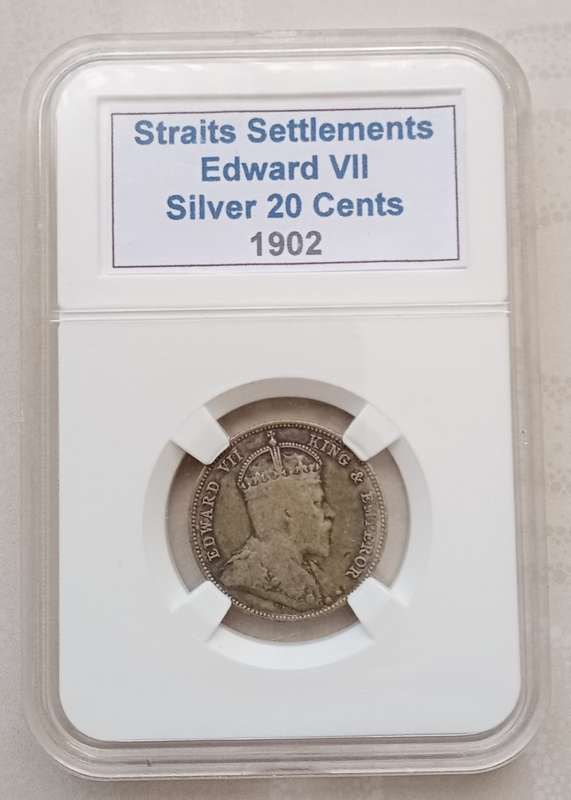 Straits Settlements
Edward VII
Silver 20 Cents
1902
EDWARD VII KING & EMPEROR